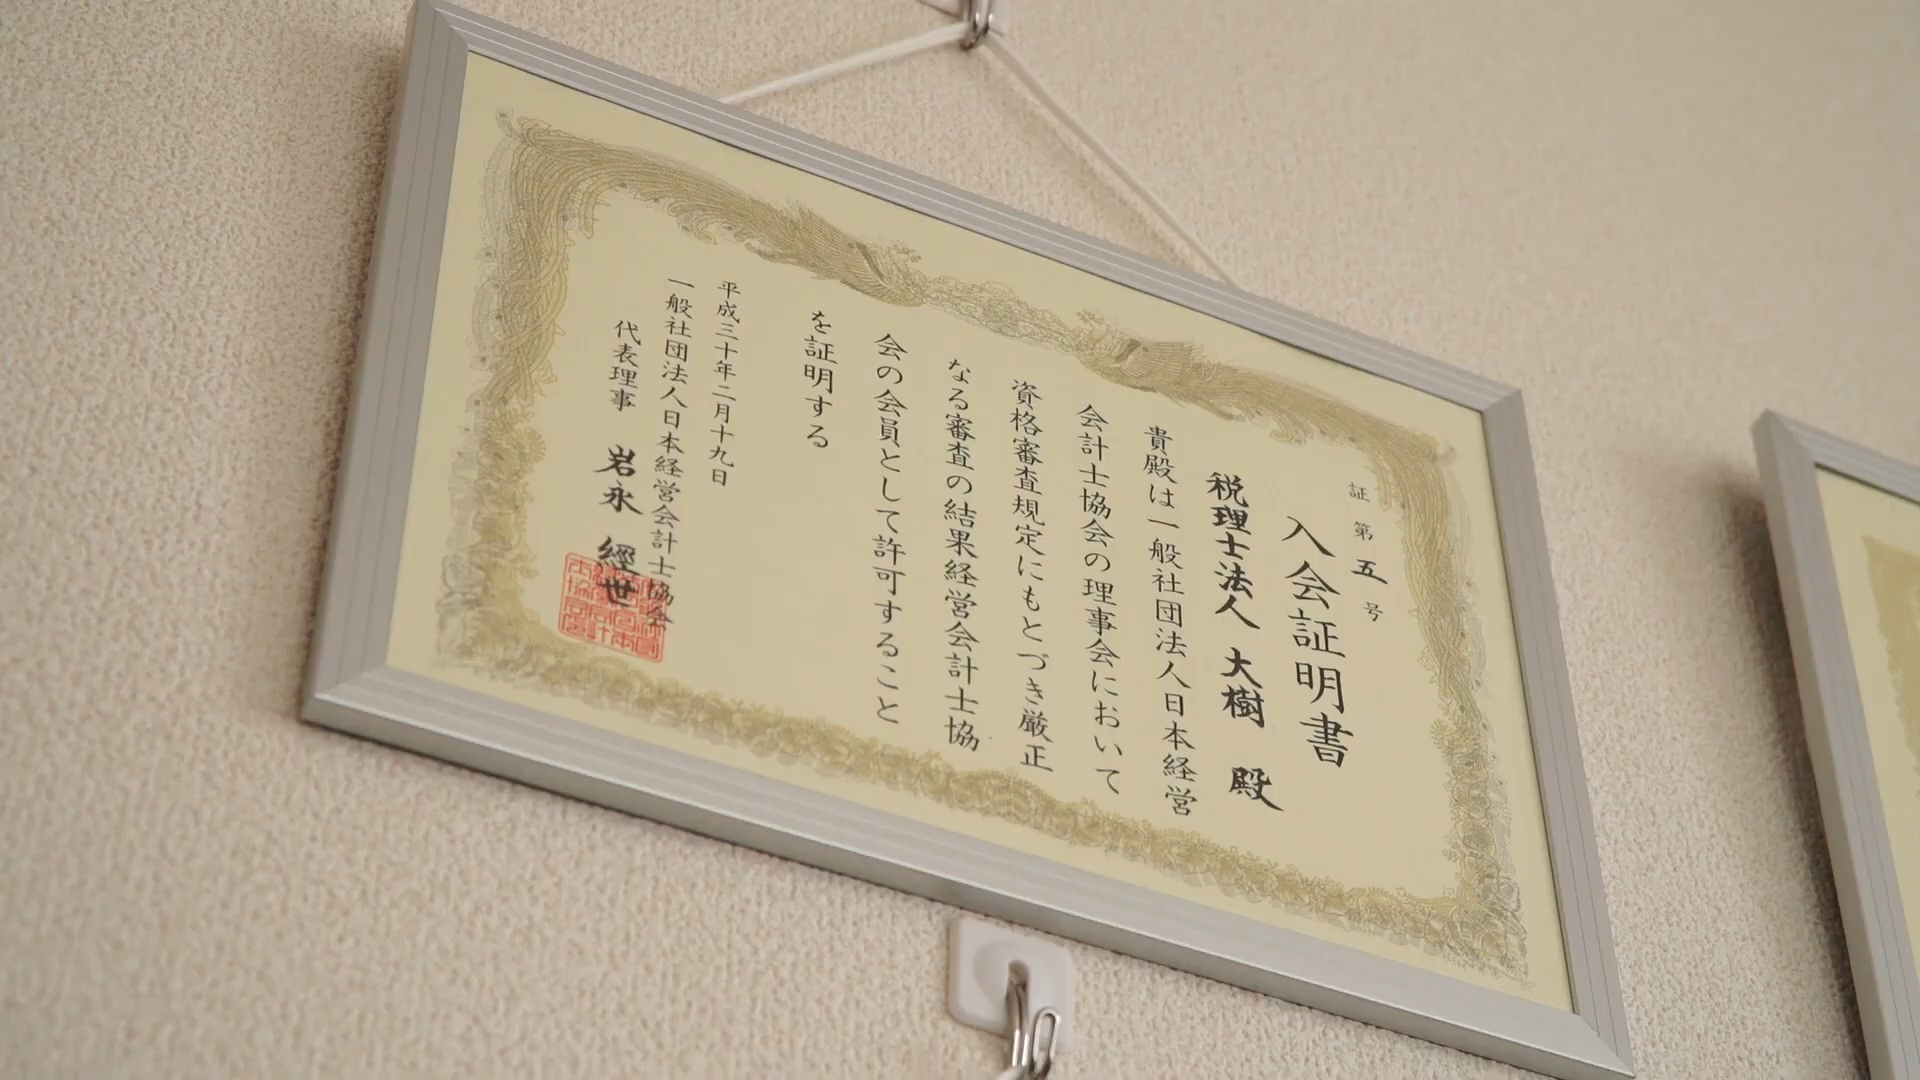 証第五号
入会証明書
税理士法人 大樹 殿
貴殿は一般社団法人日本経営
会計士協会の理事会において
資格審査規定にもとづき厳正
なる審査の結果経営会計士協
会の会員として許可すること
を証明する
平成三十年二月十九日
一般社団法人日本経営会計士協会
代表理事 岩永 經世